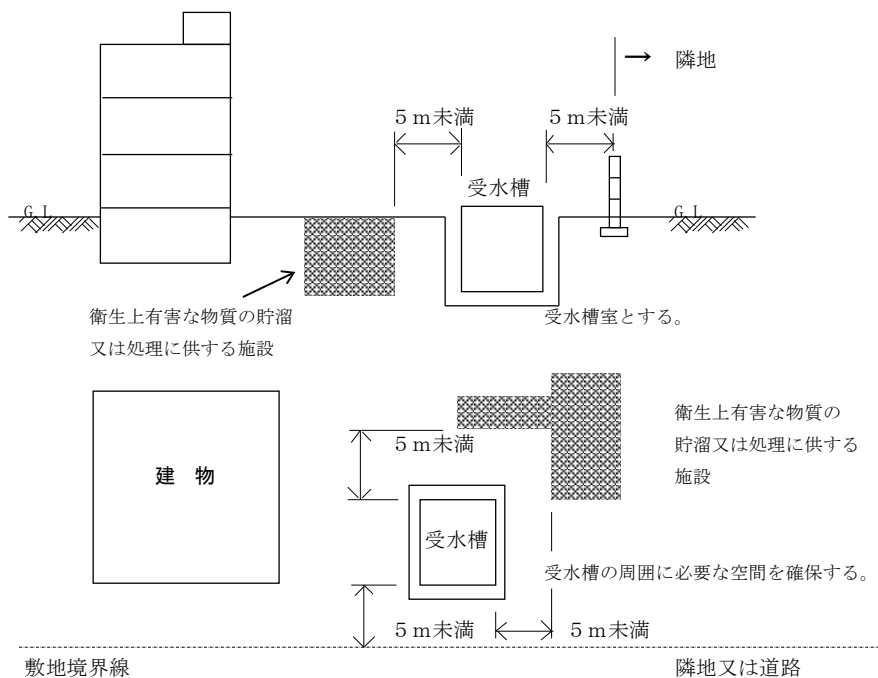 隣地
５ｍ未満
５ｍ未満
受水槽
G L
G L
衛生上有害な物質の貯溜
又は処理に供する施設
受水槽室とする。
衛生上有害な物質の
貯溜又は処理に供する
施設
５ｍ未満
建　物
受水槽
受水槽の周囲に必要な空間を確保する。
５ｍ未満
５ｍ未満
敷地境界線
隣地又は道路